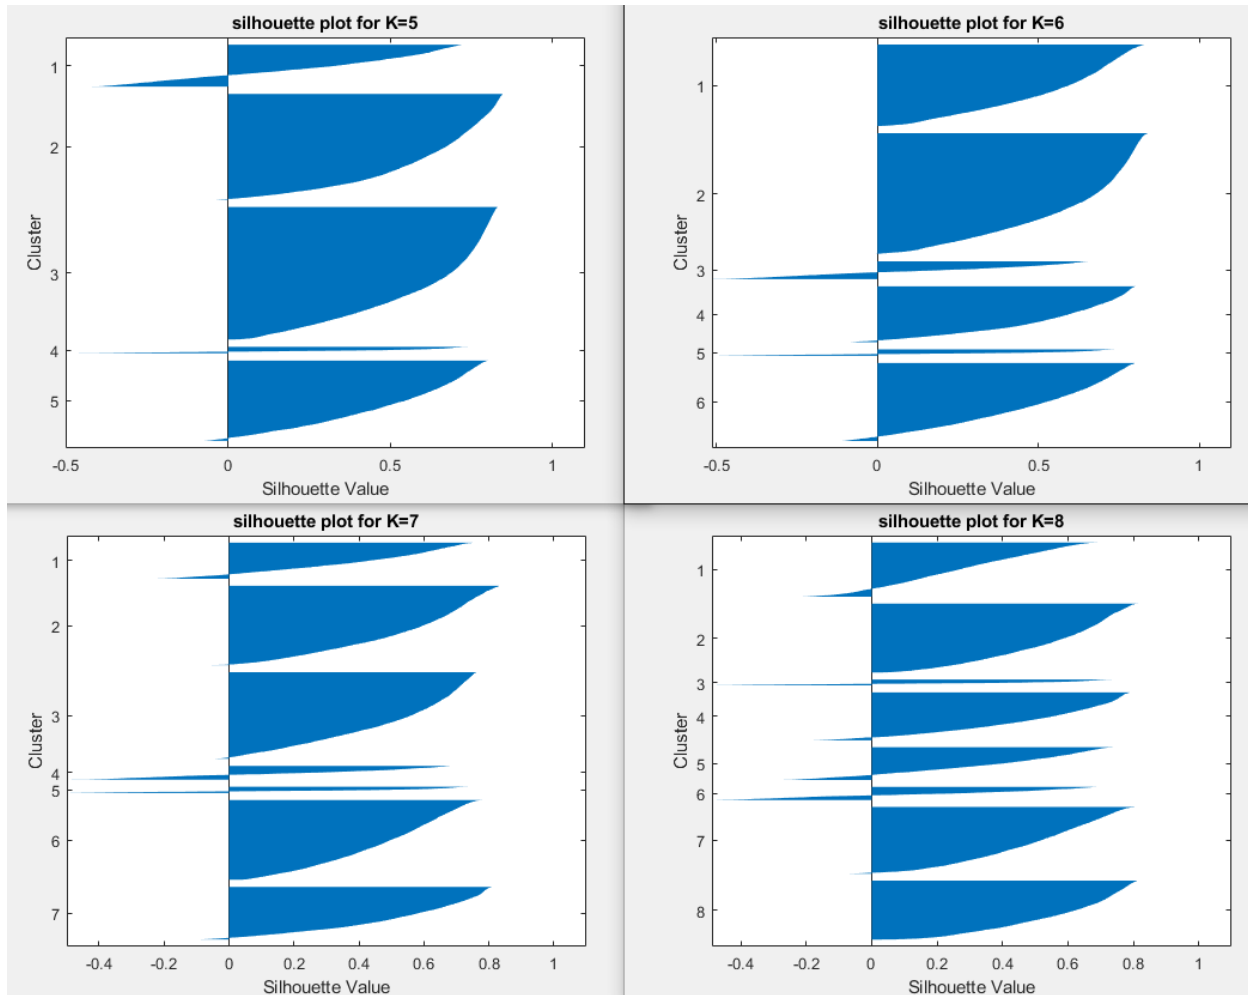 silhouette plot for K=5
Cluster
1
2
3
4
5
-0.5 0 0.5 1
Silhouette Value
silhouette plot for K=6
Cluster
1
2
3
4
5
6
-0.5 0 0.5 1
Silhouette Value
silhouette plot for K=7
Cluster
1
2
3
4
5
6
7
-0.4 -0.2 0 0.2 0.4 0.6 0.8 1
Silhouette Value
silhouette plot for K=8
Cluster
1
2
3
4
5
6
7
8
-0.4 -0.2 0 0.2 0.4 0.6 0.8 1
Silhouette Value